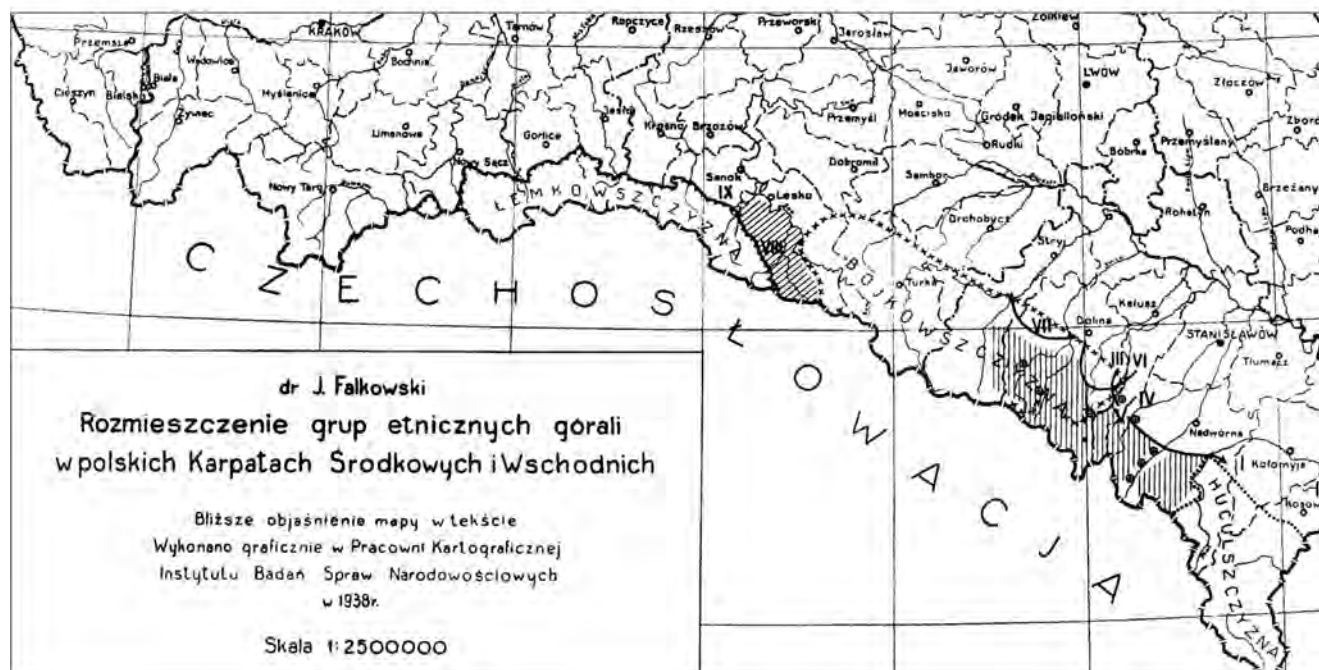 Przemsza
KRAKÓW
Tarnów
Ropczyce
Rzeszów
Przeworsk
Jarosław
Żółkiew
Biała
Wadowice
Bochnia
Jaworów
LWÓW
Złoczów
Cieszyn
Bielsko
Myślenice
Żywiec
Limanowa
Gorlice
Jasło
Krosno
Brzozów
Przemyśl
Mościska
Gródek Jagielloński
Rudki
Bóbrka
Przemyślany
Nowy Sącz
Nowy Targ
Sanok
IX
Lesko
Dobromil
Sambor
Drohobycz
Rohatyn
Brzeżany
ŁEMKOWSZCZYZNA
VIII
BOJKOWSZCZYZNA
Turka
Stryj
Kałusz
Dolina
VII
STANISŁAWÓW
Tłumacz
III
VI
V
IV
Nadwórna
I
Kołomyja
HUCULSZCZYZNA
CZECHOSŁOWACJA
dr J. Falkowski
Rozmieszczenie grup etnicznych górali
w polskich Karpatach Środkowych i Wschodnich
Bliższe objaśnienie mapy w tekście
Wykonano graficznie w Pracowni Kartograficznej
Instytutu Badań Spraw Narodowościowych
w 1938r.
Skala 1:2500000